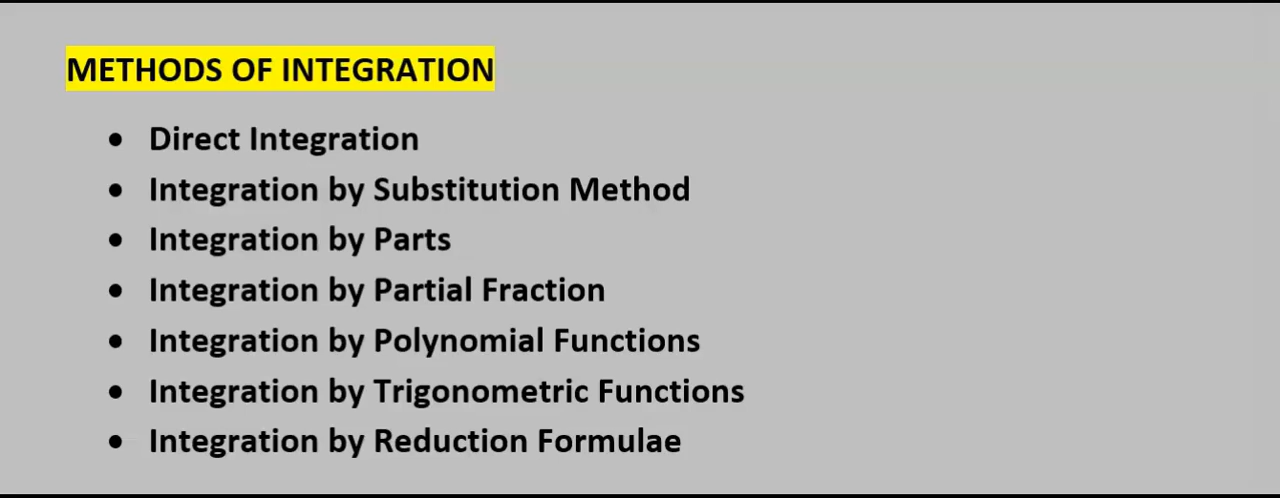 METHODS OF INTEGRATION
• Direct Integration
• Integration by Substitution Method
• Integration by Parts
• Integration by Partial Fraction
• Integration by Polynomial Functions
• Integration by Trigonometric Functions
• Integration by Reduction Formulae